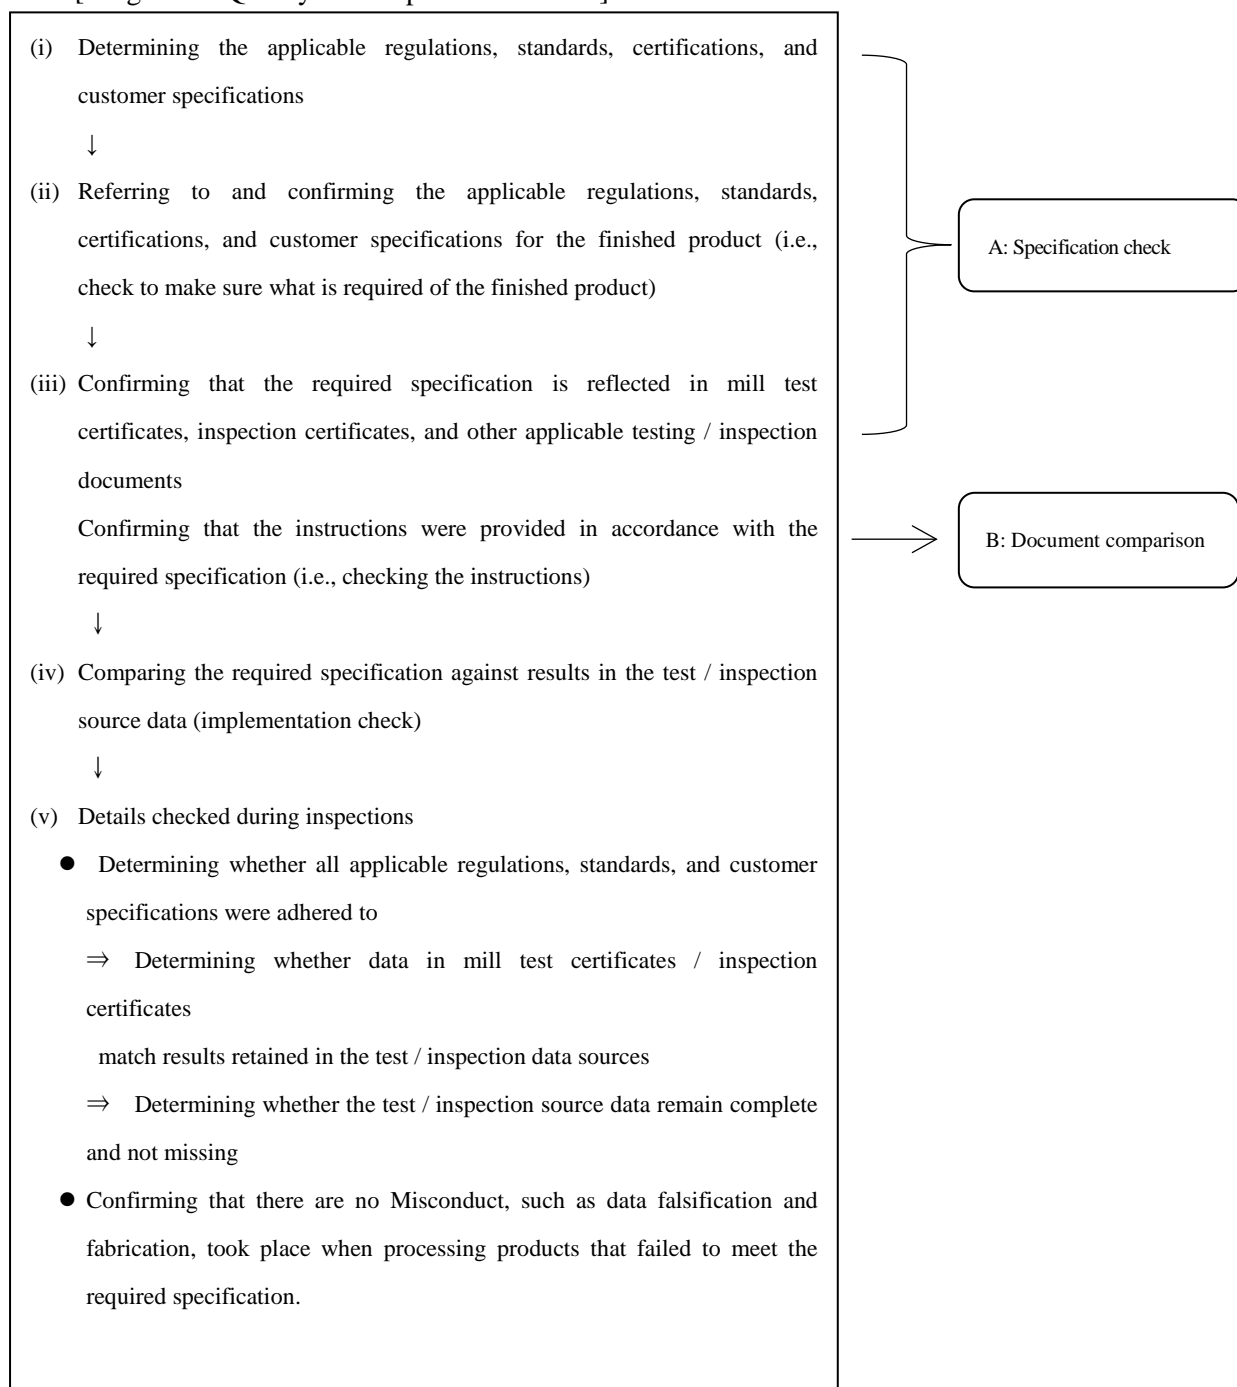 (i) Determining the applicable regulations, standards, certifications, and
customer specifications
↓
(ii) Referring to and confirming the applicable regulations, standards,
certifications, and customer specifications for the finished product (i.e.,
check to make sure what is required of the finished product)
↓
(iii) Confirming that the required specification is reflected in mill test
certificates, inspection certificates, and other applicable testing / inspection
documents
Confirming that the instructions were provided in accordance with the
required specification (i.e., checking the instructions)
↓
(iv) Comparing the required specification against results in the test / inspection
source data (implementation check)
↓
(v) Details checked during inspections
● Determining whether all applicable regulations, standards, and customer
specifications were adhered to
⇒ Determining whether data in mill test certificates / inspection
certificates
match results retained in the test / inspection data sources
⇒ Determining whether the test / inspection source data remain complete
and not missing
● Confirming that there are no Misconduct, such as data falsification and
fabrication, took place when processing products that failed to meet the
required specification.
A: Specification check
B: Document comparison